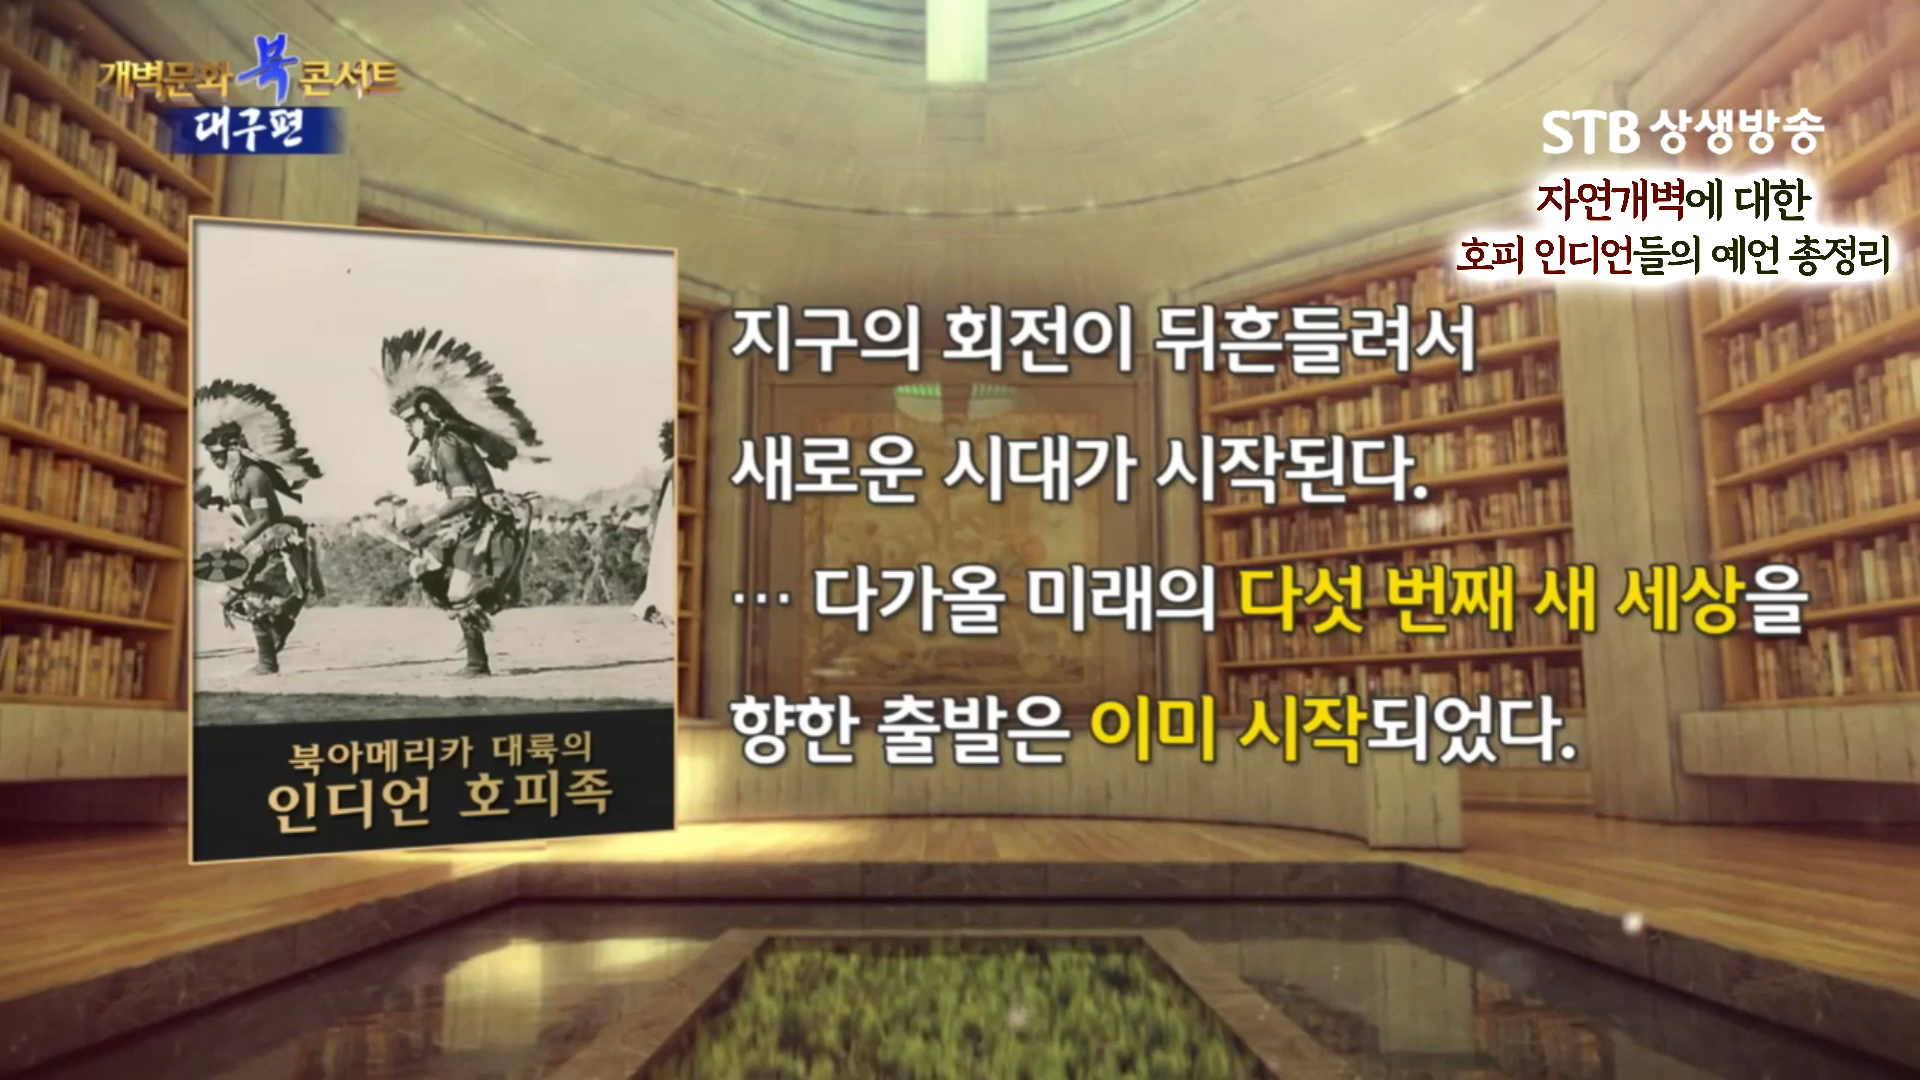 개벽문화 북 콘서트
대구편
STB 상생방송
자연개벽에 대한
호피 인디언들의 예언 총정리
지구의 회전이 뒤흔들려서
새로운 시대가 시작된다.
… 다가올 미래의 다섯 번째 새 세상을
향한 출발은 이미 시작되었다.
북아메리카 대륙의
인디언 호피족